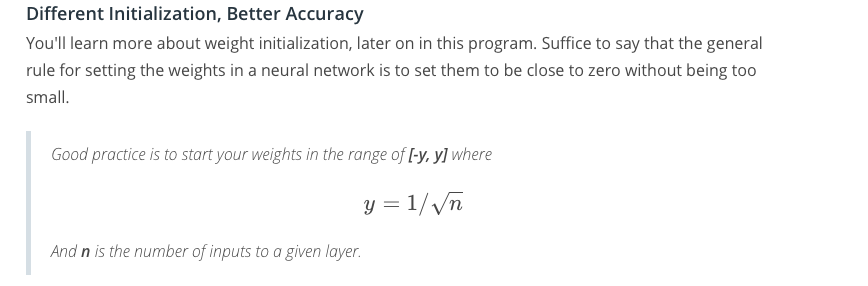 Different Initialization, Better Accuracy
You'll learn more about weight initialization, later on in this program. Suffice to say that the general
rule for setting the weights in a neural network is to set them to be close to zero without being too
small.
Good practice is to start your weights in the range of [-y, y] where
y = 1/√n
And n is the number of inputs to a given layer.